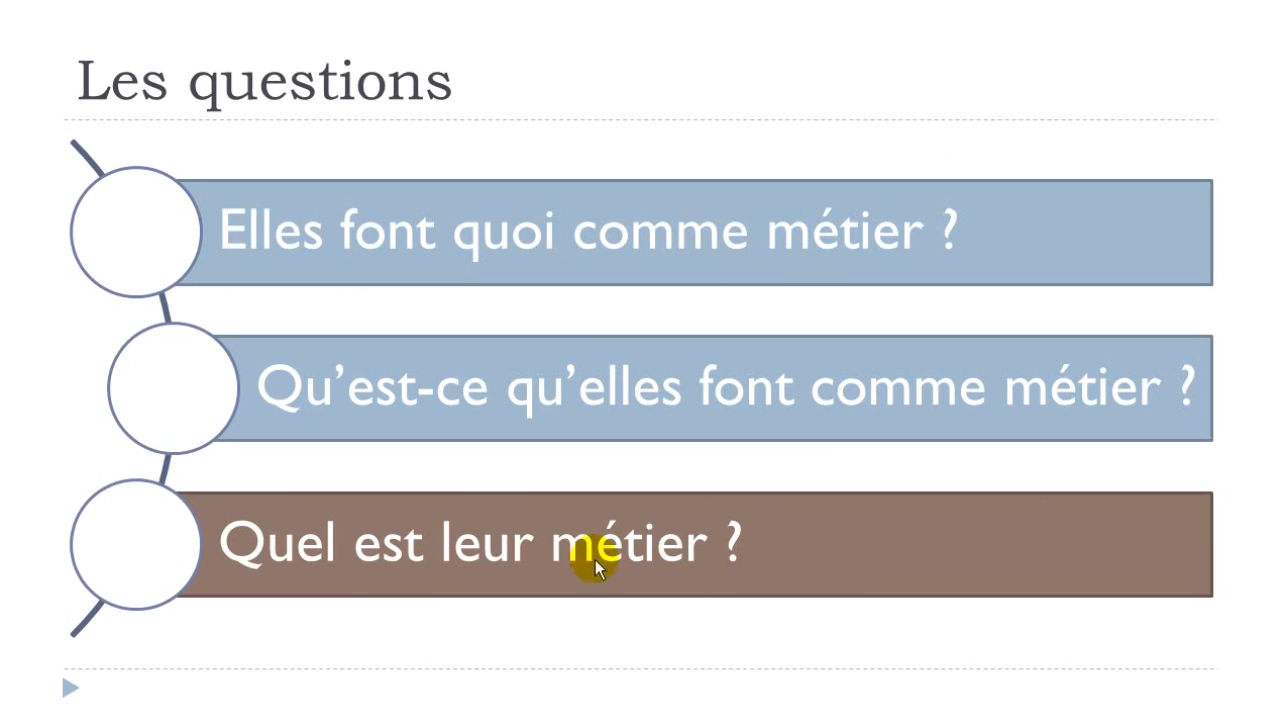 Les questions
Elles font quoi comme métier ?
Qu’est-ce qu’elles font comme métier ?
Quel est leur métier ?